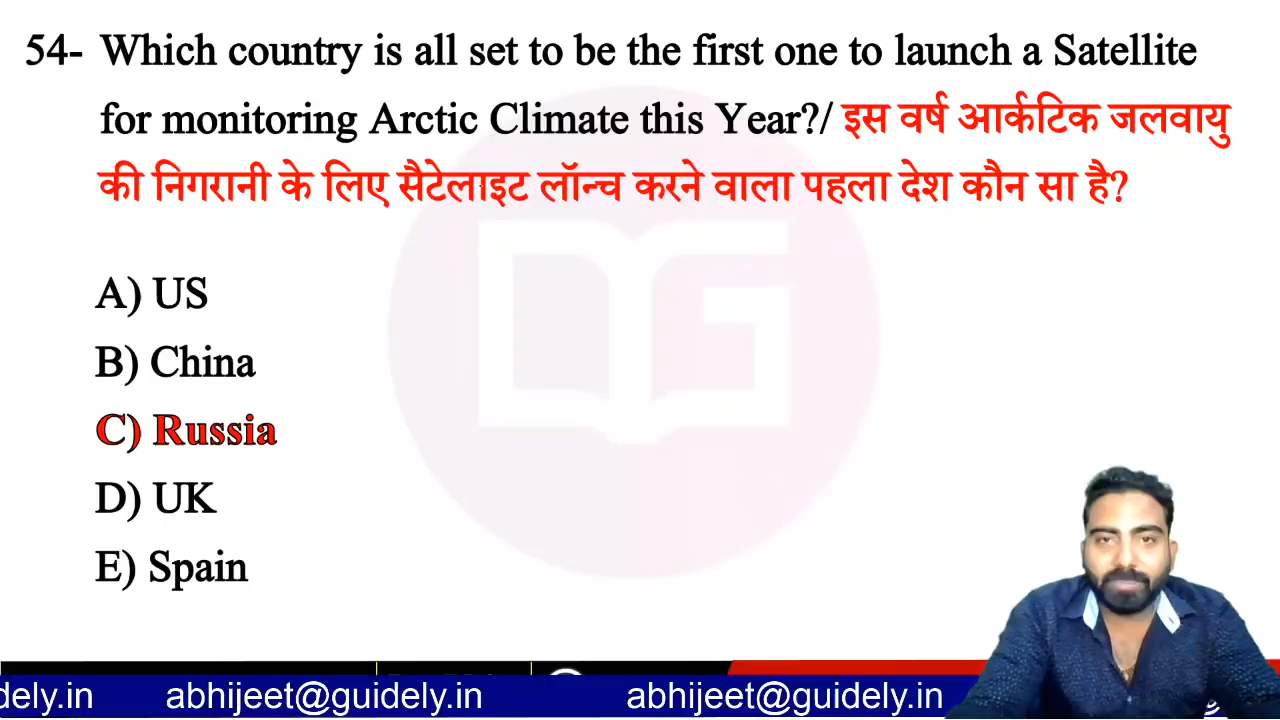 54- Which country is all set to be the first one to launch a Satellite
for monitoring Arctic Climate this Year?/ इस वर्ष आर्कटिक जलवायु
की निगरानी के लिए सैटेलाइट लॉन्च करने वाला पहला देश कौन सा है?
A) US
B) China
C) Russia
D) UK
E) Spain
dely.in abhijeet@guidely.in abhijeet@guidely.in